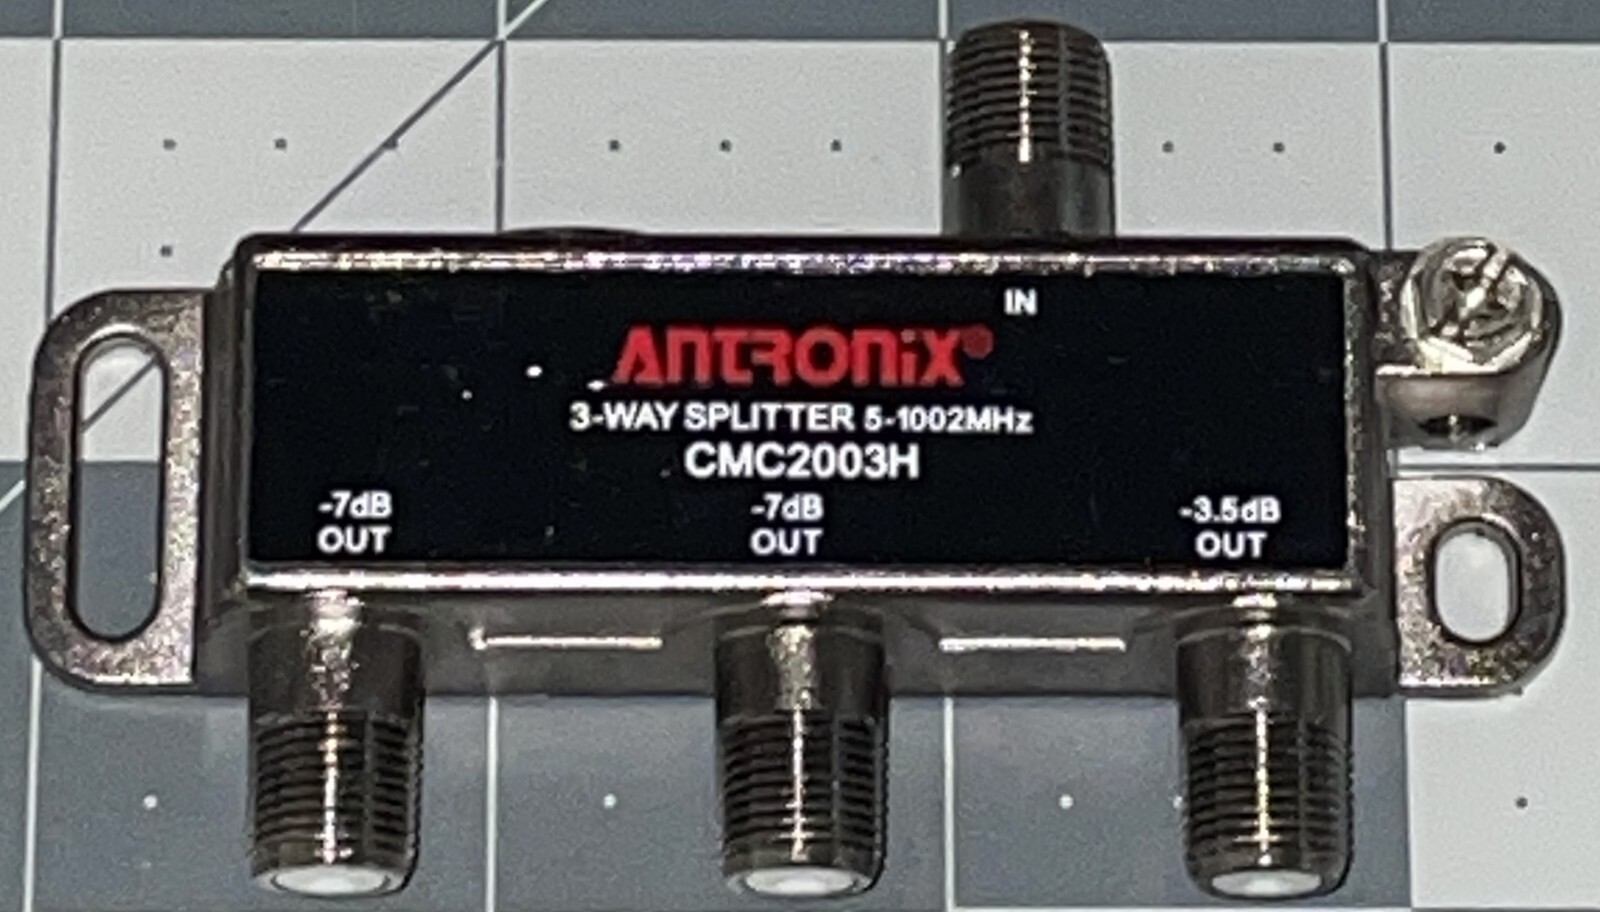 IN
ANTRONIX®
3-WAY SPLITTER 5-1002MHz
CMC2003H
-7dB
OUT
-7dB
OUT
-3.5dB
OUT